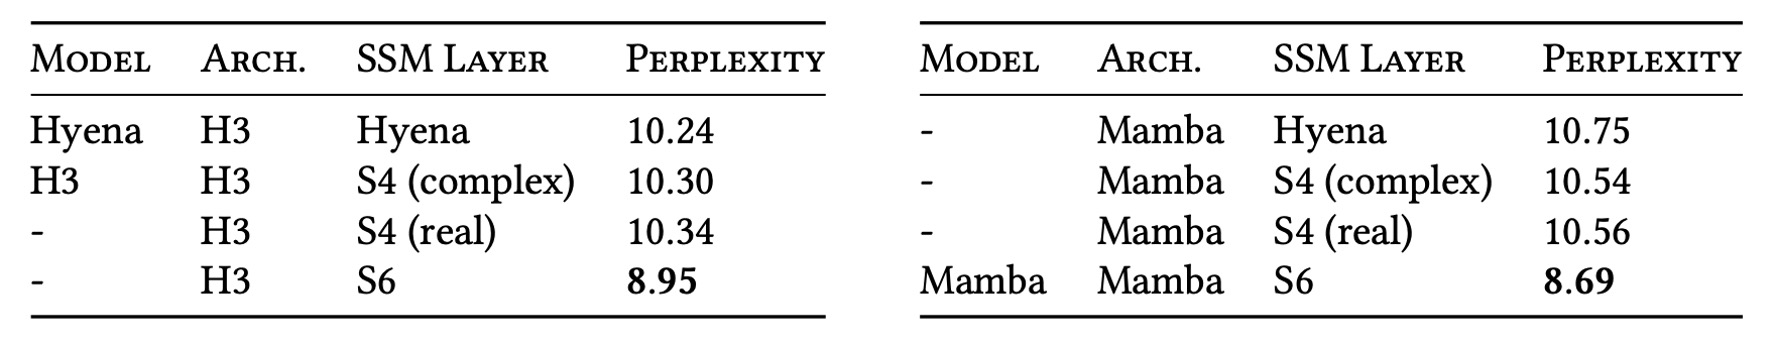 MODEL ARCH. SSM LAYER PERPLEXITY
Hyena H3 Hyena 10.24
H3 H3 S4 (complex) 10.30
- H3 S4 (real) 10.34
- H3 S6 8.95
MODEL ARCH. SSM LAYER PERPLEXITY
- Mamba Hyena 10.75
- Mamba S4 (complex) 10.54
- Mamba S4 (real) 10.56
Mamba Mamba S6 8.69